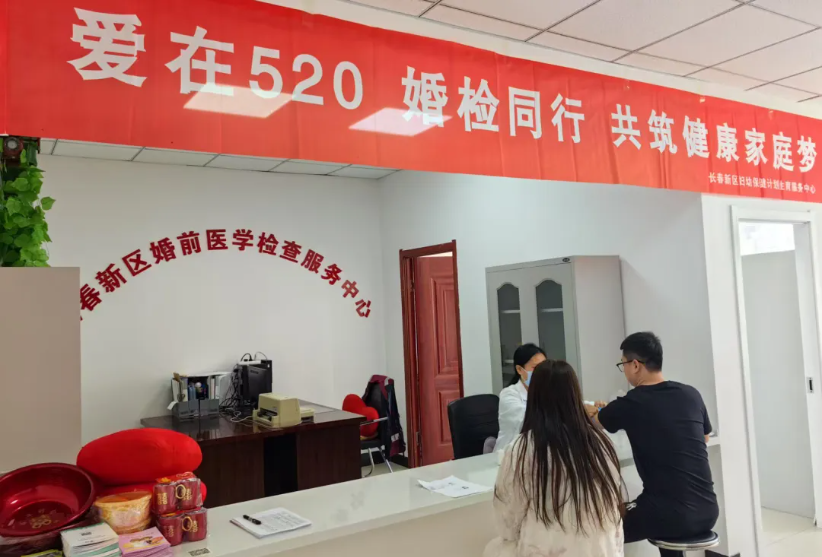 爱在520 婚检同行 共筑健康家庭梦
长春新区妇幼保健计划生育服务中心
春新区婚前医学检查服务中心